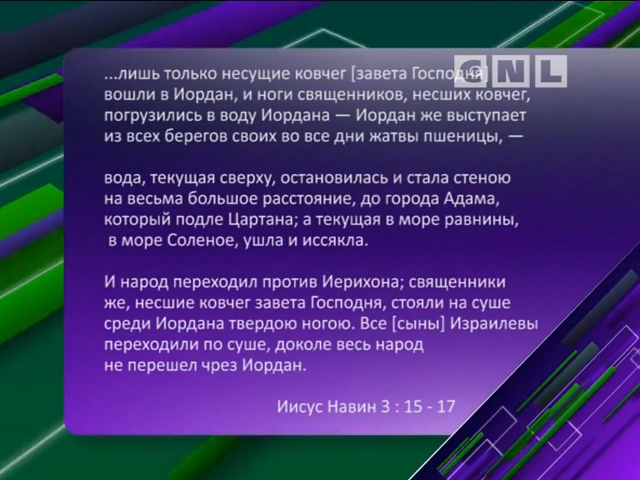 ...лишь только несущие ковчег [завета Господня]
вошли в Иордан, и ноги священников, несших ковчег,
погрузились в воду Иордана — Иордан же выступает
из всех берегов своих во все дни жатвы пшеницы, —
вода, текущая сверху, остановилась и стала стеною
на весьма большое расстояние, до города Адама,
который подле Цартана; а текущая в море равнины,
в море Соленое, ушла и иссякла.
И народ переходил против Иерихона; священники
же, несшие ковчег завета Господня, стояли на суше
среди Иордана твердою ногою. Все [сыны] Израилевы
переходили по суше, доколе весь народ
не перешел чрез Иордан.
Иисус Навин 3 : 15 - 17
CNL